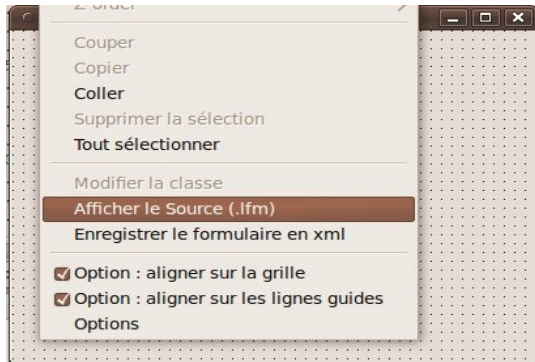 Z-order
Couper
Copier
Coller
Supprimer la sélection
Tout sélectionner
Modifier la classe
Afficher le Source (.lfm)
Enregistrer le formulaire en xml
Option : aligner sur la grille
Option : aligner sur les lignes guides
Options